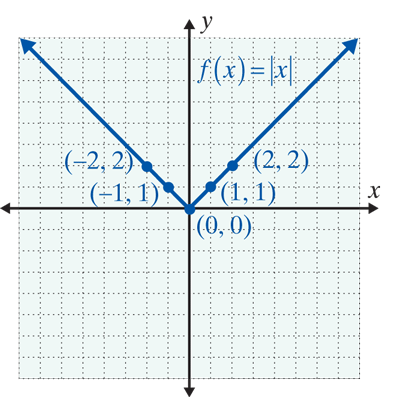 y
f(x) = |x|
(−2, 2) (2, 2)
(−1, 1) (1, 1)
x
(0, 0)